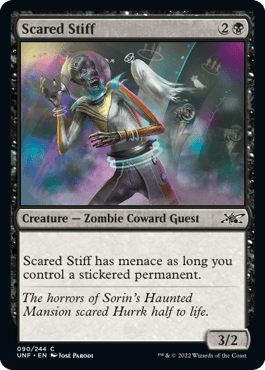 Scared Stiff 2
Creature — Zombie Coward Guest
Scared Stiff has menace as long you
control a stickered permanent.
The horrors of Sorin's Haunted
Mansion scared Hurrk half to life.
3/2
090/244 C
UNF • EN José Parodi
™ & © 2022 Wizards of the Coast